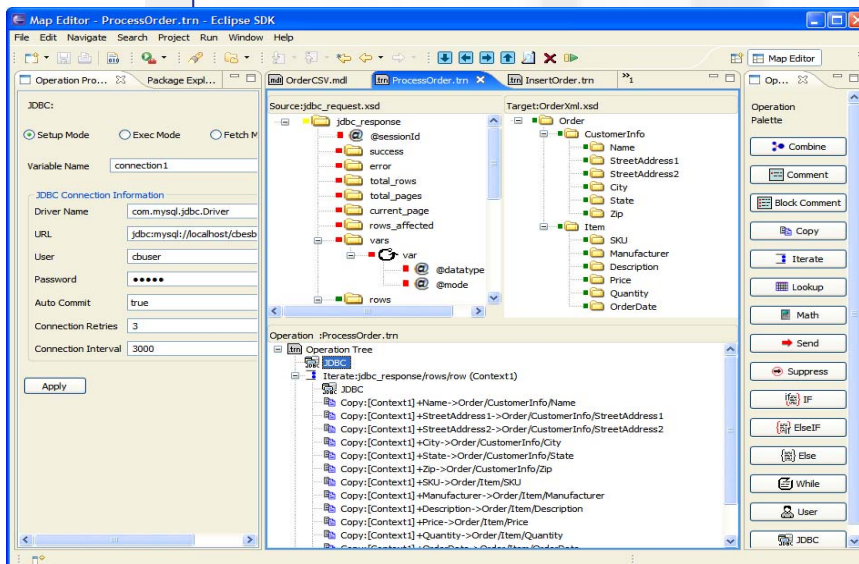 Map Editor - ProcessOrder.trn - Eclipse SDK
File Edit Navigate Search Project Run Window Help
Map Editor
Operation Pro...
Package Expl...
JDBC:
Setup Mode
Exec Mode
Fetch M
Variable Name
connection1
JDBC Connection Information
Driver Name
com.mysql.jdbc.Driver
URL
jdbc:mysql://localhost/cbesb
User
cbuser
Password
•••••
Auto Commit
true
Connection Retries
3
Connection Interval
3000
Apply
OrderCSV.mdl
ProcessOrder.trn
InsertOrder.trn
»1
Source:jdbc_request.xsd
jdbc_response
@sessionId
success
error
total_rows
total_pages
current_page
rows_affected
vars
var
@datatype
@mode
rows
Target:OrderXml.xsd
Order
CustomerInfo
Name
StreetAddress1
StreetAddress2
City
State
Zip
Item
SKU
Manufacturer
Description
Price
Quantity
OrderDate
Operation :ProcessOrder.trn
Operation Tree
JDBC
Iterate:jdbc_response/rows/row (Context1)
JDBC
Copy:[Context1]+Name->Order/CustomerInfo/Name
Copy:[Context1]+StreetAddress1->Order/CustomerInfo/StreetAddress1
Copy:[Context1]+StreetAddress2->Order/CustomerInfo/StreetAddress2
Copy:[Context1]+City->Order/CustomerInfo/City
Copy:[Context1]+State->Order/CustomerInfo/State
Copy:[Context1]+Zip->Order/CustomerInfo/Zip
Copy:[Context1]+SKU->Order/Item/SKU
Copy:[Context1]+Manufacturer->Order/Item/Manufacturer
Copy:[Context1]+Description->Order/Item/Description
Copy:[Context1]+Price->Order/Item/Price
Copy:[Context1]+Quantity->Order/Item/Quantity
Copy:[Context1]+OrderDate->Order/Item/OrderDate
Op...
Operation
Palette
Combine
Comment
Block Comment
Copy
Iterate
Lookup
Math
Send
Suppress
IF
ElseIF
Else
While
User
JDBC